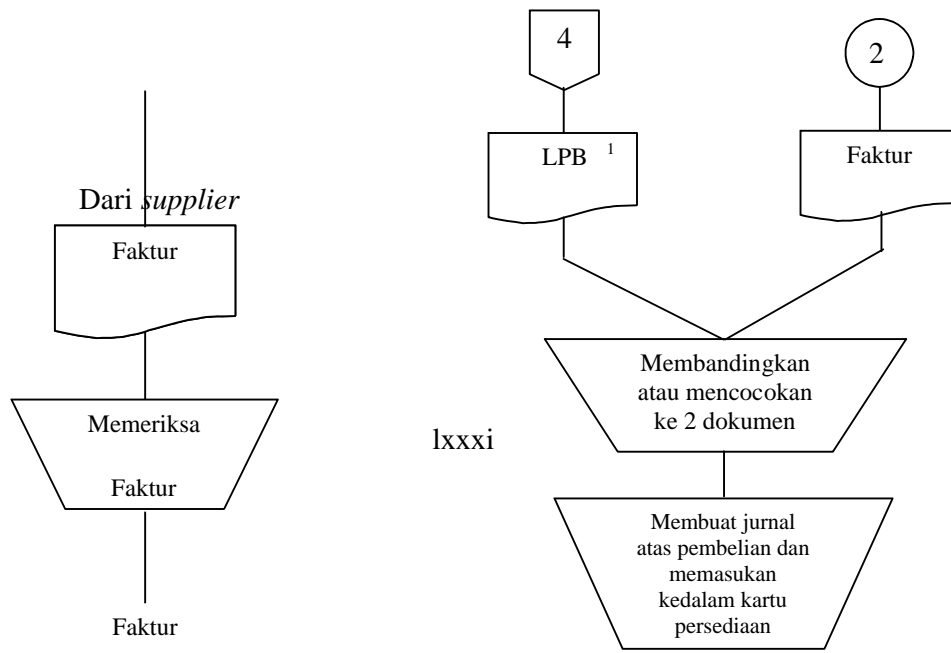 Dari supplier
Faktur
Memeriksa
Faktur
Faktur
lxxxi
4
2
LPB 1
Faktur
Membandingkan
atau mencocokan
ke 2 dokumen
Membuat jurnal
atas pembelian dan
memasukan
kedalam kartu
persediaan